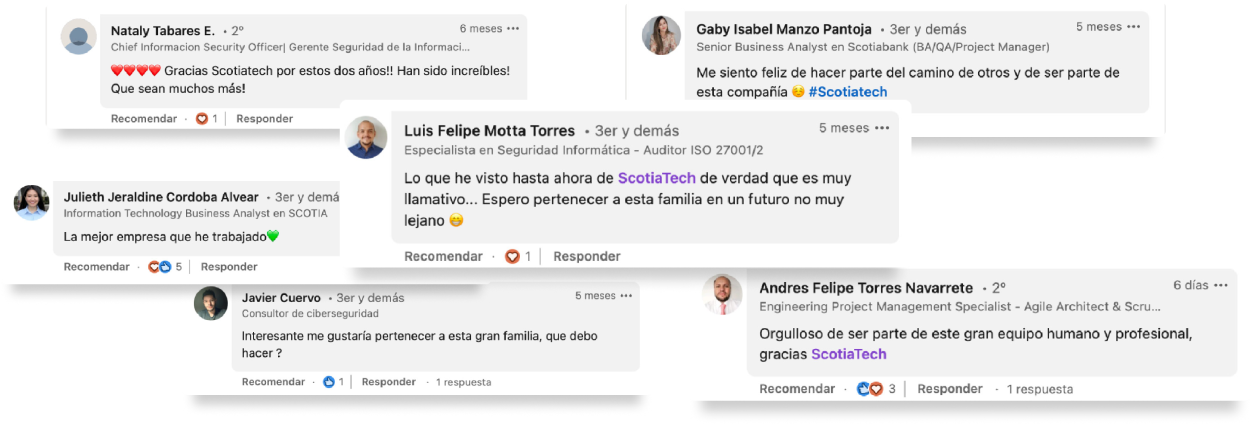 Nataly Tabares E. • 2º
6 meses •••
Chief Informacion Security Officer| Gerente Seguridad de la Informaci...
❤️❤️❤️❤️ Gracias Scotiatech por estos dos años!! Han sido increíbles!
Que sean muchos más!
Recomendar · 1 | Responder
Gaby Isabel Manzo Pantoja • 3er y demás
5 meses •••
Senior Business Analyst en Scotiabank (BA/QA/Project Manager)
Me siento feliz de hacer parte del camino de otros y de ser parte de
esta compañía ☺️ #Scotiatech
Luis Felipe Motta Torres • 3er y demás
5 meses •••
Especialista en Seguridad Informática - Auditor ISO 27001/2
Lo que he visto hasta ahora de ScotiaTech de verdad que es muy
llamativo... Espero pertenecer a esta familia en un futuro no muy
lejano 😁
Recomendar · 1 | Responder
Julieth Jeraldine Cordoba Alvear • 3er y demá
Information Technology Business Analyst en SCOTIA
La mejor empresa que he trabajado💚
Recomendar · 5 | Responder
Javier Cuervo • 3er y demás
5 meses •••
Consultor de ciberseguridad
Interesante me gustaría pertenecer a esta gran familia, que debo
hacer ?
Recomendar · 1 | Responder · 1 respuesta
Andres Felipe Torres Navarrete • 2º
6 días •••
Engineering Project Management Specialist - Agile Architect & Scru...
Orgulloso de ser parte de este gran equipo humano y profesional,
gracias ScotiaTech
Recomendar · 3 | Responder · 1 respuesta